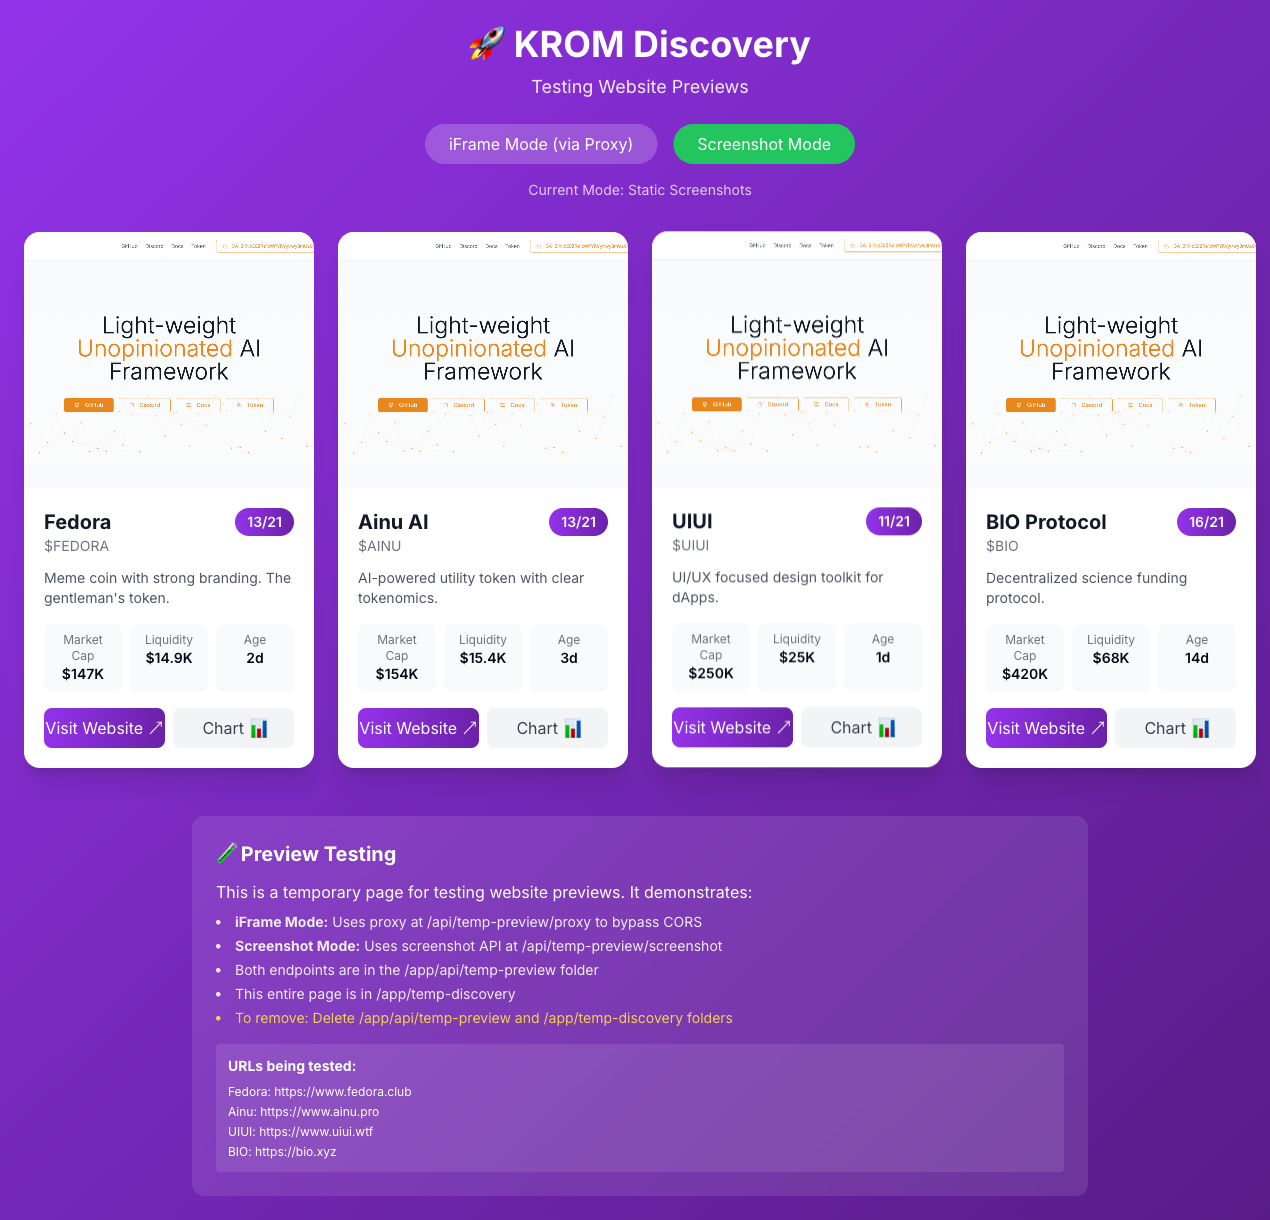 🚀 KROM Discovery
Testing Website Previews
iFrame Mode (via Proxy) Screenshot Mode
Current Mode: Static Screenshots
GitHub Discord Docs Token
Light-weight
Unopinionated AI
Framework
GitHub Discord Docs Token
Fedora 13/21
$FEDORA
Meme coin with strong branding. The
gentleman's token.
Market Cap Liquidity Age
$147K $14.9K 2d
Visit Website ↗ Chart 📊
GitHub Discord Docs Token
Light-weight
Unopinionated AI
Framework
GitHub Discord Docs Token
Ainu AI 13/21
$AINU
AI-powered utility token with clear
tokenomics.
Market Cap Liquidity Age
$154K $15.4K 3d
Visit Website ↗ Chart 📊
GitHub Discord Docs Token
Light-weight
Unopinionated AI
Framework
GitHub Discord Docs Token
UIUI 11/21
$UIUI
UI/UX focused design toolkit for
dApps.
Market Cap Liquidity Age
$250K $25K 1d
Visit Website ↗ Chart 📊
GitHub Discord Docs Token
Light-weight
Unopinionated AI
Framework
GitHub Discord Docs Token
BIO Protocol 16/21
$BIO
Decentralized science funding
protocol.
Market Cap Liquidity Age
$420K $68K 14d
Visit Website ↗ Chart 📊
🧪 Preview Testing
This is a temporary page for testing website previews. It demonstrates:
• iFrame Mode: Uses proxy at /api/temp-preview/proxy to bypass CORS
• Screenshot Mode: Uses screenshot API at /api/temp-preview/screenshot
• Both endpoints are in the /app/api/temp-preview folder
• This entire page is in /app/temp-discovery
• To remove: Delete /app/api/temp-preview and /app/temp-discovery folders
URLs being tested:
Fedora: https://www.fedora.club
Ainu: https://www.ainu.pro
UIUI: https://www.uiui.wtf
BIO: https://bio.xyz